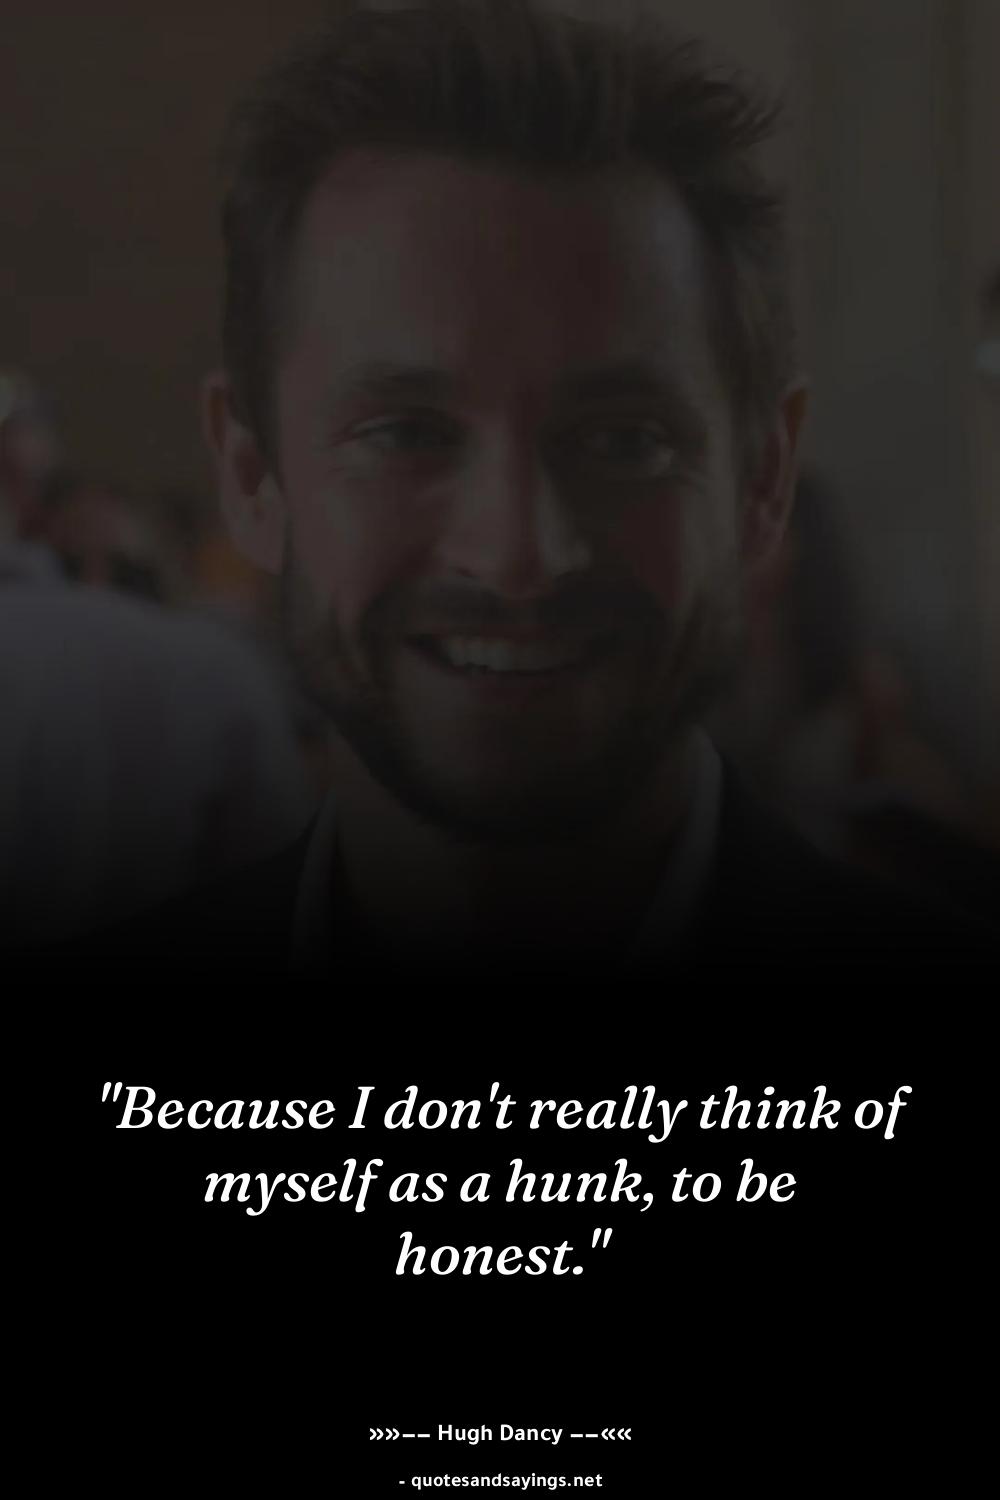 "Because I don't really think of
myself as a hunk, to be
honest."
»»−− Hugh Dancy −−««
- quotesandsayings.net